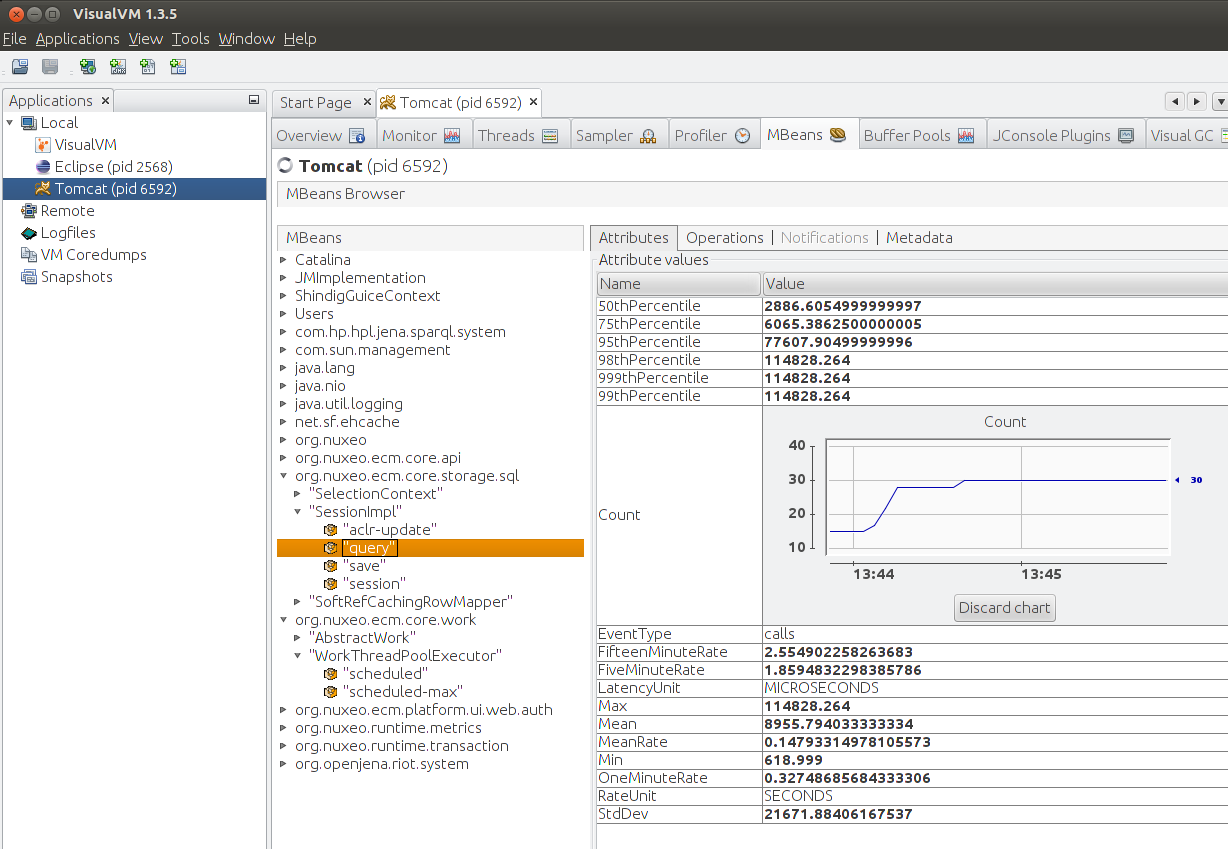 VisualVM 1.3.5
File Applications View Tools Window Help
Applications
Local
VisualVM
Eclipse (pid 2568)
Tomcat (pid 6592)
Remote
Logfiles
VM Coredumps
Snapshots
Start Page Tomcat (pid 6592)
Overview Monitor Threads Sampler Profiler MBeans Buffer Pools JConsole Plugins Visual GC
Tomcat (pid 6592)
MBeans Browser
MBeans
Catalina
JMImplementation
ShindigGuiceContext
Users
com.hp.hpl.jena.sparql.system
com.sun.management
java.lang
java.nio
java.util.logging
net.sf.ehcache
org.nuxeo
org.nuxeo.ecm.core.api
org.nuxeo.ecm.core.storage.sql
"SelectionContext"
"SessionImpl"
"aclr-update"
"query"
"save"
"session"
"SoftRefCachingRowMapper"
org.nuxeo.ecm.core.work
"AbstractWork"
"WorkThreadPoolExecutor"
"scheduled"
"scheduled-max"
org.nuxeo.ecm.platform.ui.web.auth
org.nuxeo.runtime.metrics
org.nuxeo.runtime.transaction
org.openjena.riot.system
Attributes Operations Notifications Metadata
Attribute values
Name Value
50thPercentile 2886.6054999999997
75thPercentile 6065.3862500000005
95thPercentile 77607.90499999996
98thPercentile 114828.264
999thPercentile 114828.264
99thPercentile 114828.264
Count
Count
40
30
20
10
30
13:44 13:45
Discard chart
EventType calls
FifteenMinuteRate 2.554902258263683
FiveMinuteRate 1.8594832298385786
LatencyUnit MICROSECONDS
Max 114828.264
Mean 8955.794033333334
MeanRate 0.14793314978105573
Min 618.999
OneMinuteRate 0.32748685684333306
RateUnit SECONDS
StdDev 21671.88406167537